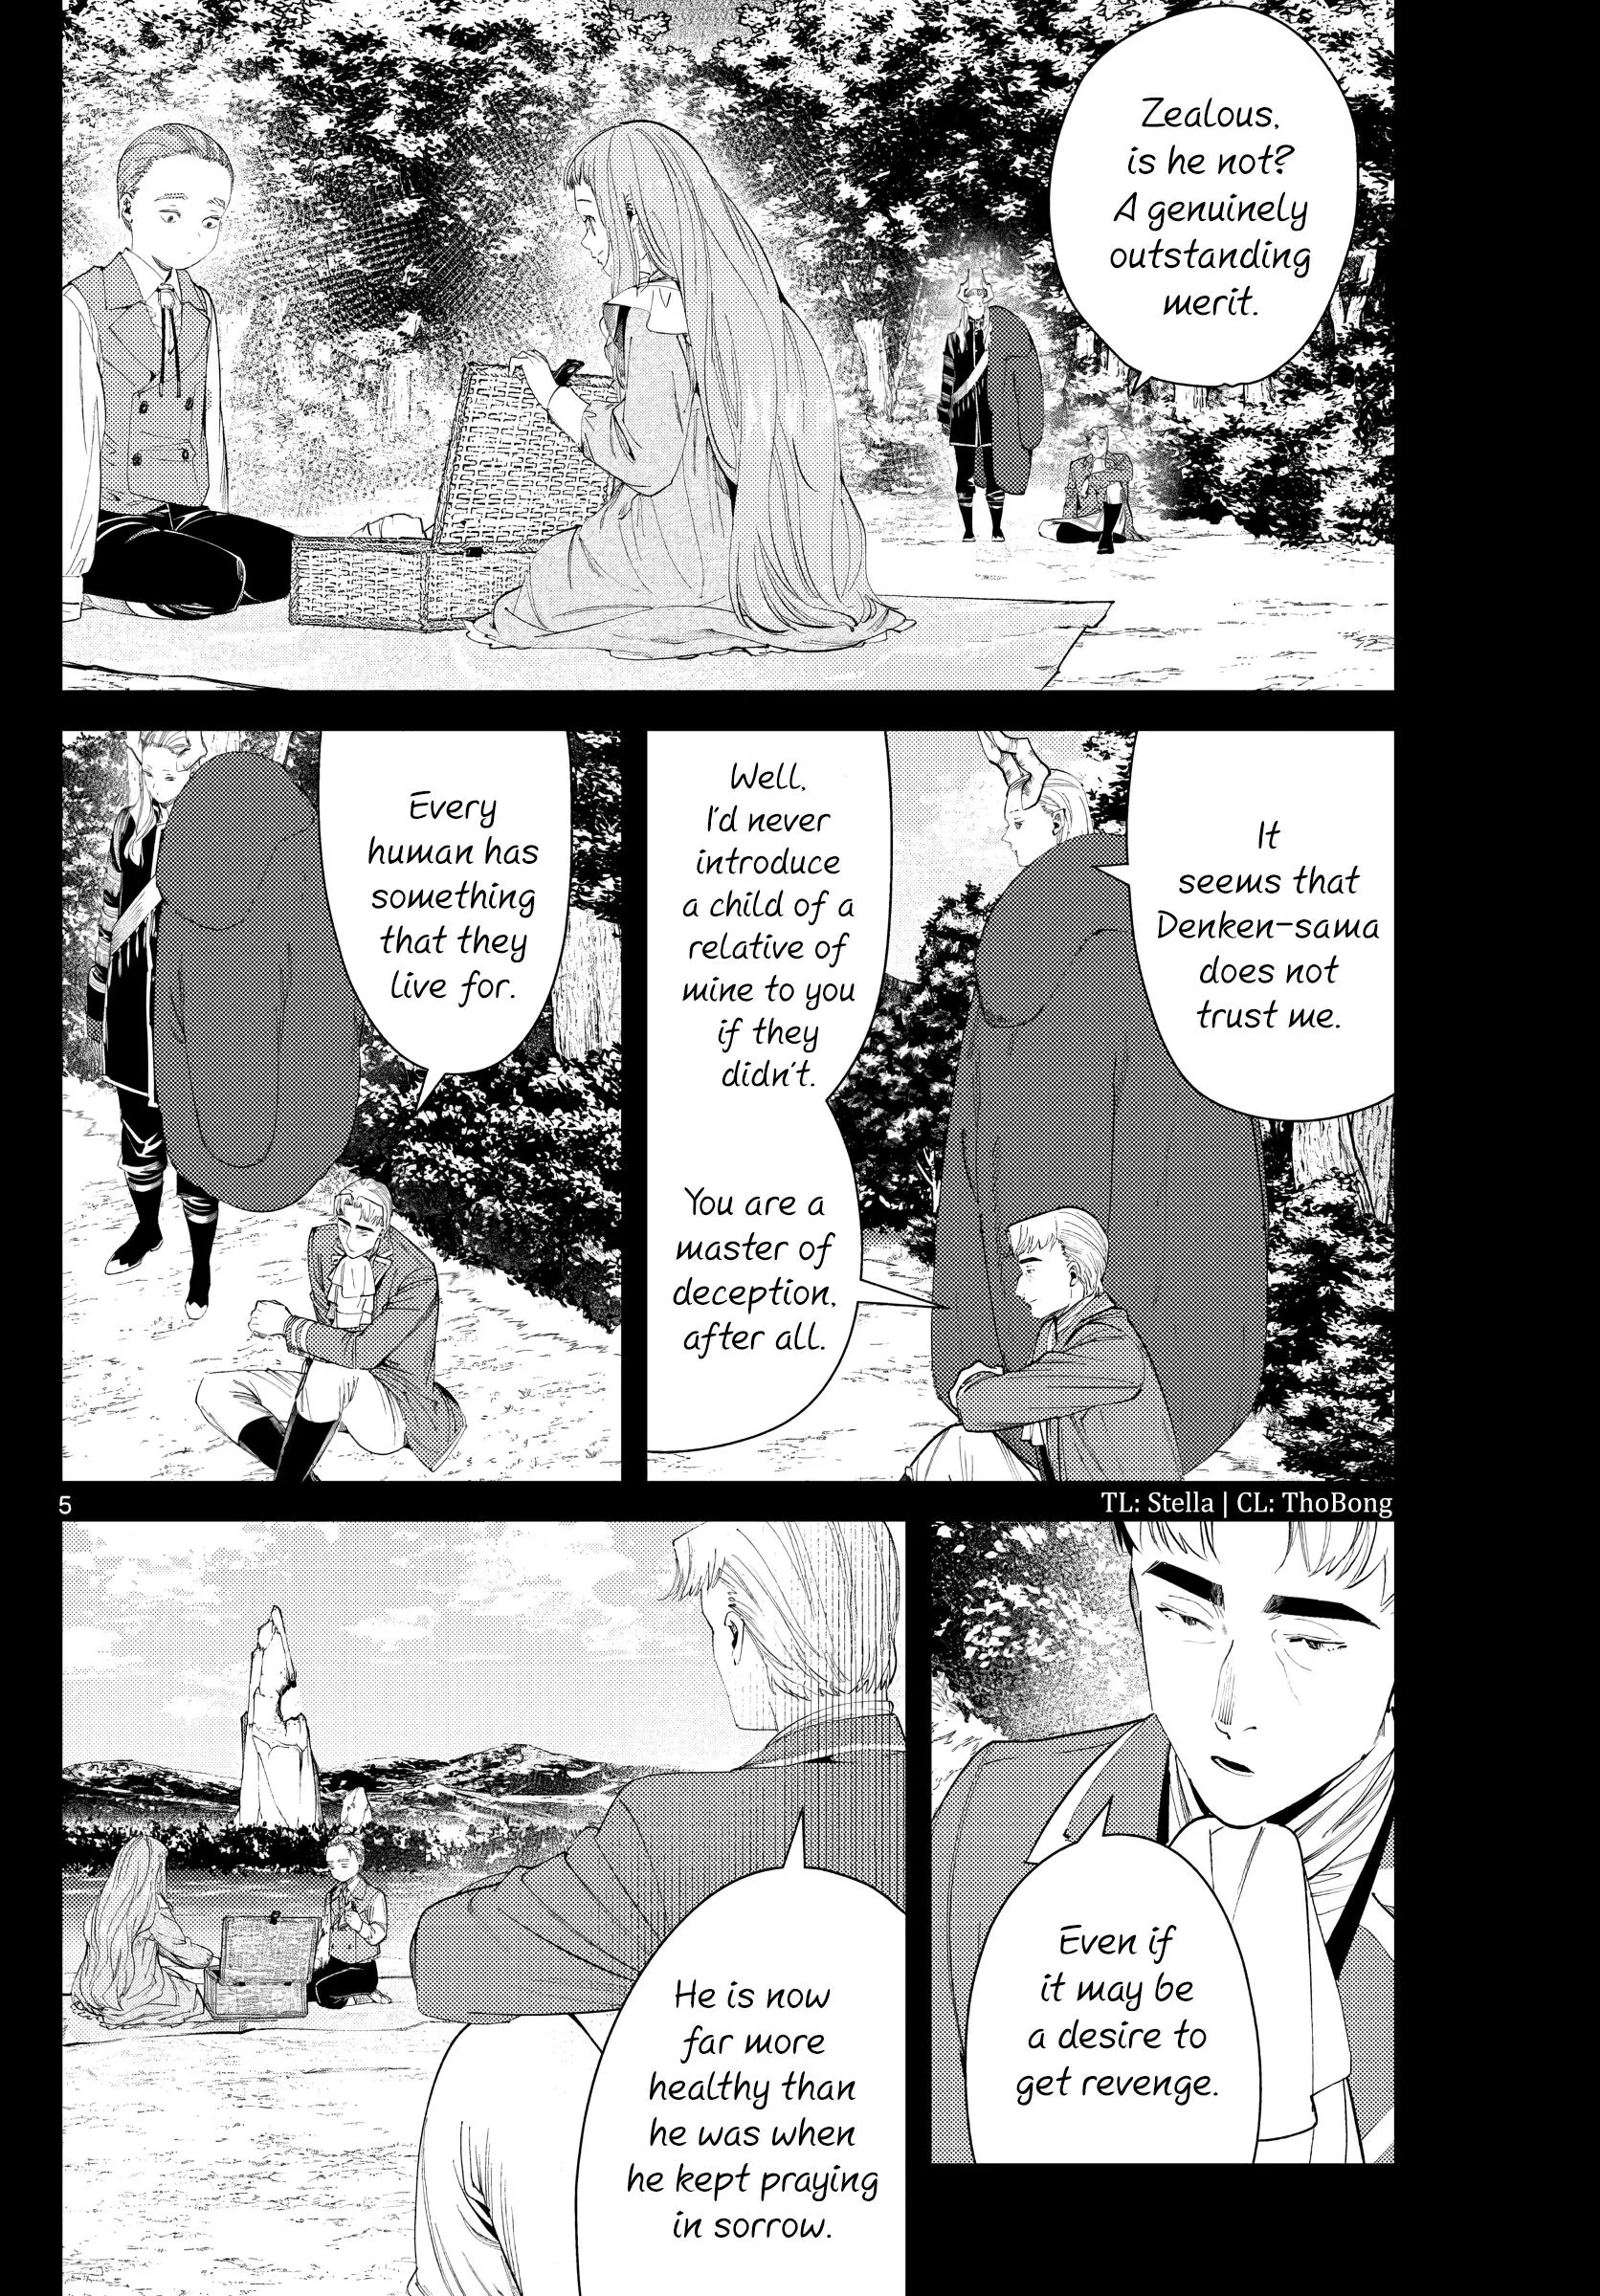 Zealous,
is he not?
A genuinely
outstanding
merit.
It
seems that
Denken-sama
does not
trust me.
Well,
I'd never
introduce
a child of a
relative of
mine to you
if they
didn't.
You are a
master of
deception,
after all.
Every
human has
something
that they
live for.
5
TL: Stella | CL: ThoBong
Even if
it may be
a desire to
get revenge.
He is now
far more
healthy than
he was when
he kept praying
in sorrow.